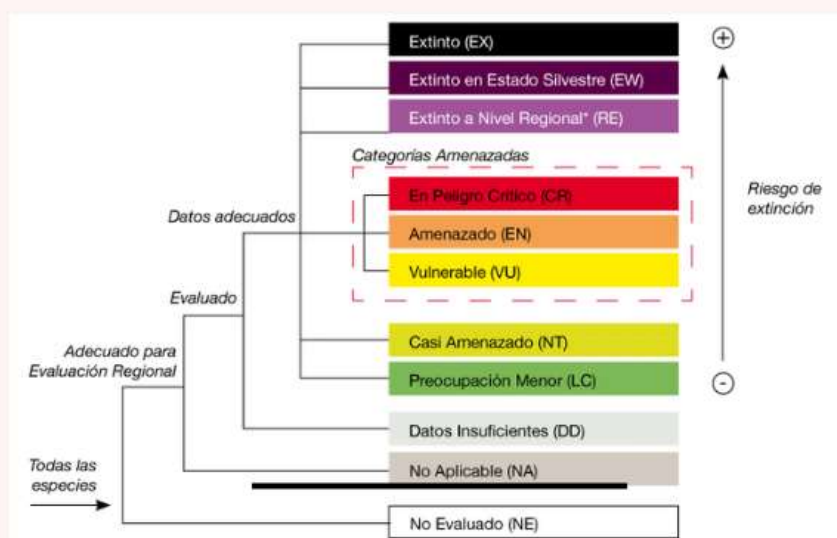 Extinto (EX)
Extinto en Estado Silvestre (EW)
Extinto a Nivel Regional* (RE)
Categorías Amenazadas
En Peligro Crítico (CR)
Datos adecuados
Amenazado (EN)
Vulnerable (VU)
Riesgo de
extinción
Evaluado
Casi Amenazado (NT)
Adecuado para
Evaluación Regional
Preocupación Menor (LC)
Datos Insuficientes (DD)
No Aplicable (NA)
Todas las
especies
No Evaluado (NE)